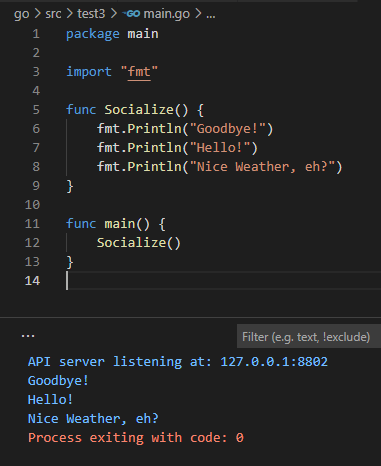 go > src > test3 > main.go > ...
1 package main
2
3 import "fmt"
4
5 func Socialize() {
6 fmt.Println("Goodbye!")
7 fmt.Println("Hello!")
8 fmt.Println("Nice Weather, eh?")
9 }
10
11 func main() {
12 Socialize()
13 }
14
... Filter (e.g. text, !exclude)
API server listening at: 127.0.0.1:8802
Goodbye!
Hello!
Nice Weather, eh?
Process exiting with code: 0